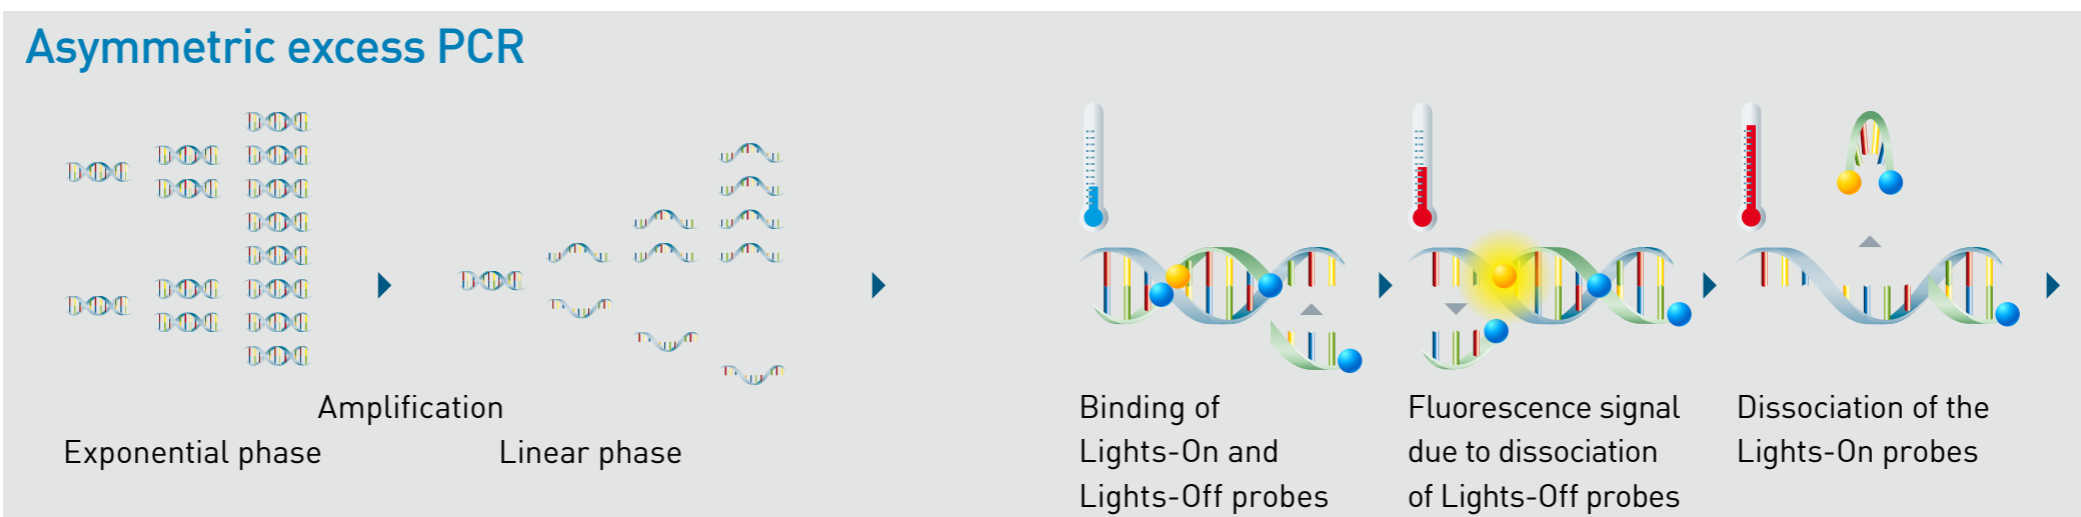 Asymmetric excess PCR
Amplification
Exponential phase
Linear phase
Binding of
Lights-On and
Lights-Off probes
Fluorescence signal
due to dissociation
of Lights-Off probes
Dissociation of the
Lights-On probes